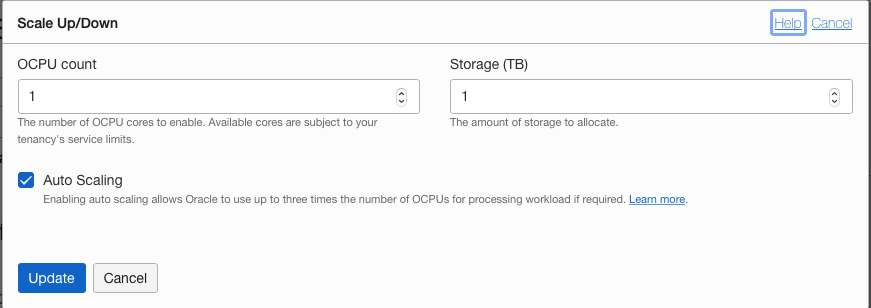 Scale Up/Down
Help Cancel
OCPU count
1
The number of OCPU cores to enable. Available cores are subject to your
tenancy's service limits.
Storage (TB)
1
The amount of storage to allocate.
Auto Scaling
Enabling auto scaling allows Oracle to use up to three times the number of OCPUs for processing workload if required. Learn more.
Update Cancel